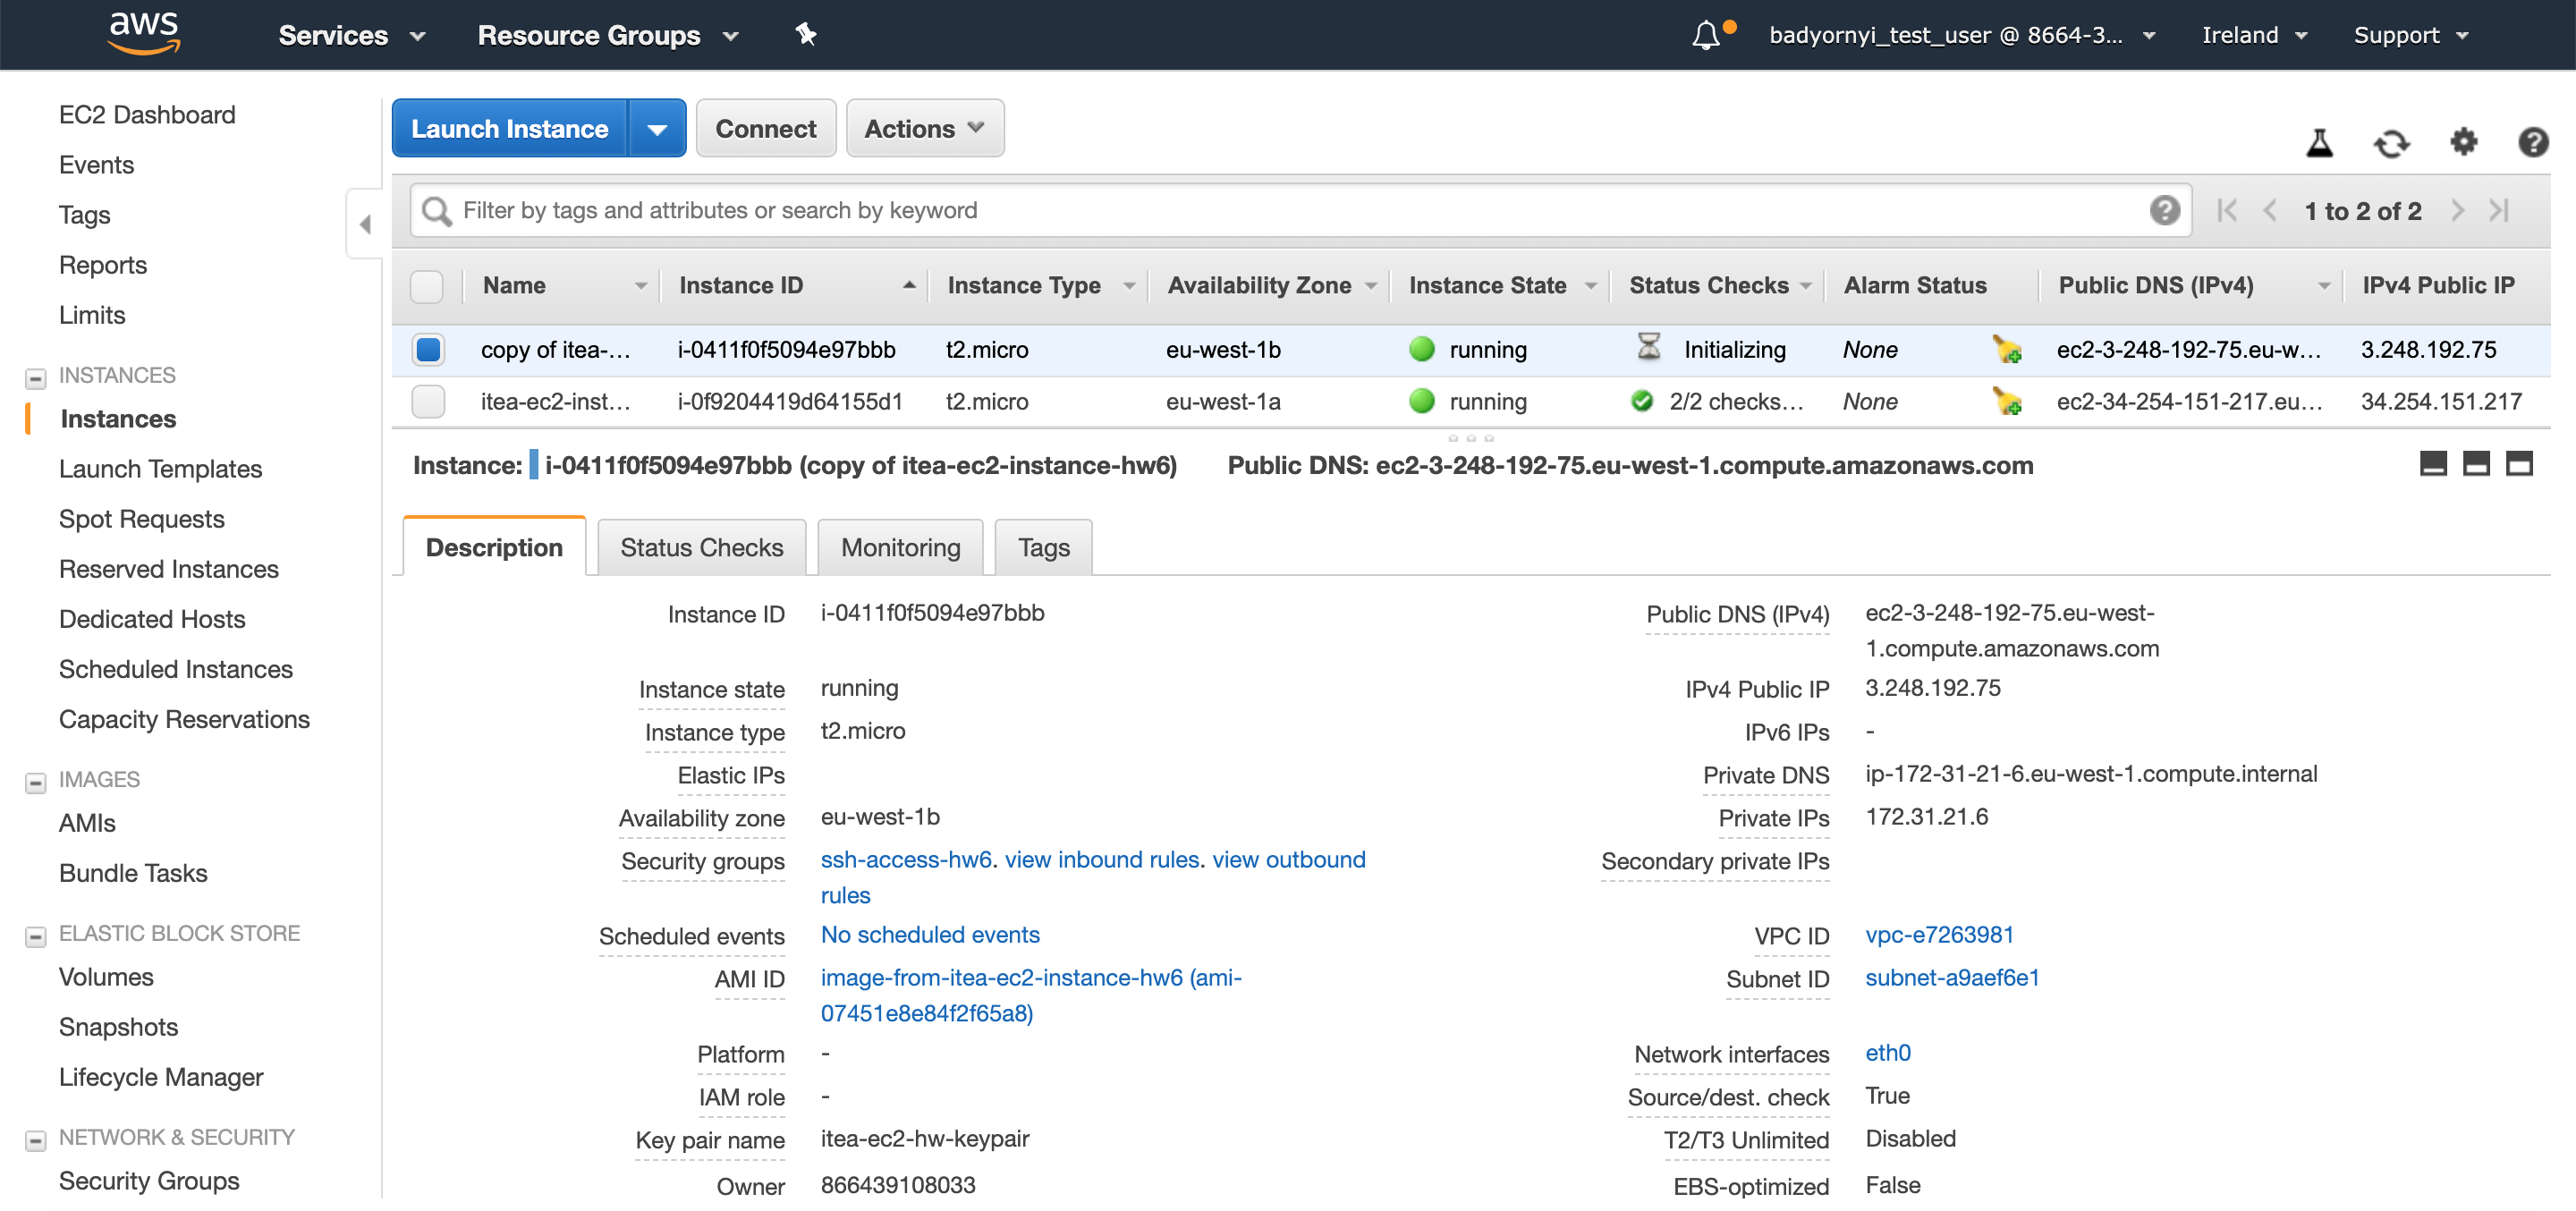 aws Services Resource Groups badyornyi_test_user @ 8664-3... Ireland Support
EC2 Dashboard
Events
Tags
Reports
Limits
INSTANCES
Instances
Launch Templates
Spot Requests
Reserved Instances
Dedicated Hosts
Scheduled Instances
Capacity Reservations
IMAGES
AMIs
Bundle Tasks
ELASTIC BLOCK STORE
Volumes
Snapshots
Lifecycle Manager
NETWORK & SECURITY
Security Groups
Launch Instance Connect Actions
Filter by tags and attributes or search by keyword 1 to 2 of 2
Name Instance ID Instance Type Availability Zone Instance State Status Checks Alarm Status Public DNS (IPv4) IPv4 Public IP
copy of itea-... i-0411f0f5094e97bbb t2.micro eu-west-1b running Initializing None ec2-3-248-192-75.eu-w... 3.248.192.75
itea-ec2-inst... i-0f9204419d64155d1 t2.micro eu-west-1a running 2/2 checks... None ec2-34-254-151-217.eu... 34.254.151.217
Instance: i-0411f0f5094e97bbb (copy of itea-ec2-instance-hw6) Public DNS: ec2-3-248-192-75.eu-west-1.compute.amazonaws.com
Description Status Checks Monitoring Tags
Instance ID i-0411f0f5094e97bbb
Instance state running
Instance type t2.micro
Elastic IPs
Availability zone eu-west-1b
Security groups ssh-access-hw6. view inbound rules. view outbound
rules
Scheduled events No scheduled events
AMI ID image-from-itea-ec2-instance-hw6 (ami-
07451e8e84f2f65a8)
Platform -
IAM role -
Key pair name itea-ec2-hw-keypair
Owner 866439108033
Public DNS (IPv4) ec2-3-248-192-75.eu-west-
1.compute.amazonaws.com
IPv4 Public IP 3.248.192.75
IPv6 IPs -
Private DNS ip-172-31-21-6.eu-west-1.compute.internal
Private IPs 172.31.21.6
Secondary private IPs
VPC ID vpc-e7263981
Subnet ID subnet-a9aef6e1
Network interfaces eth0
Source/dest. check True
T2/T3 Unlimited Disabled
EBS-optimized False